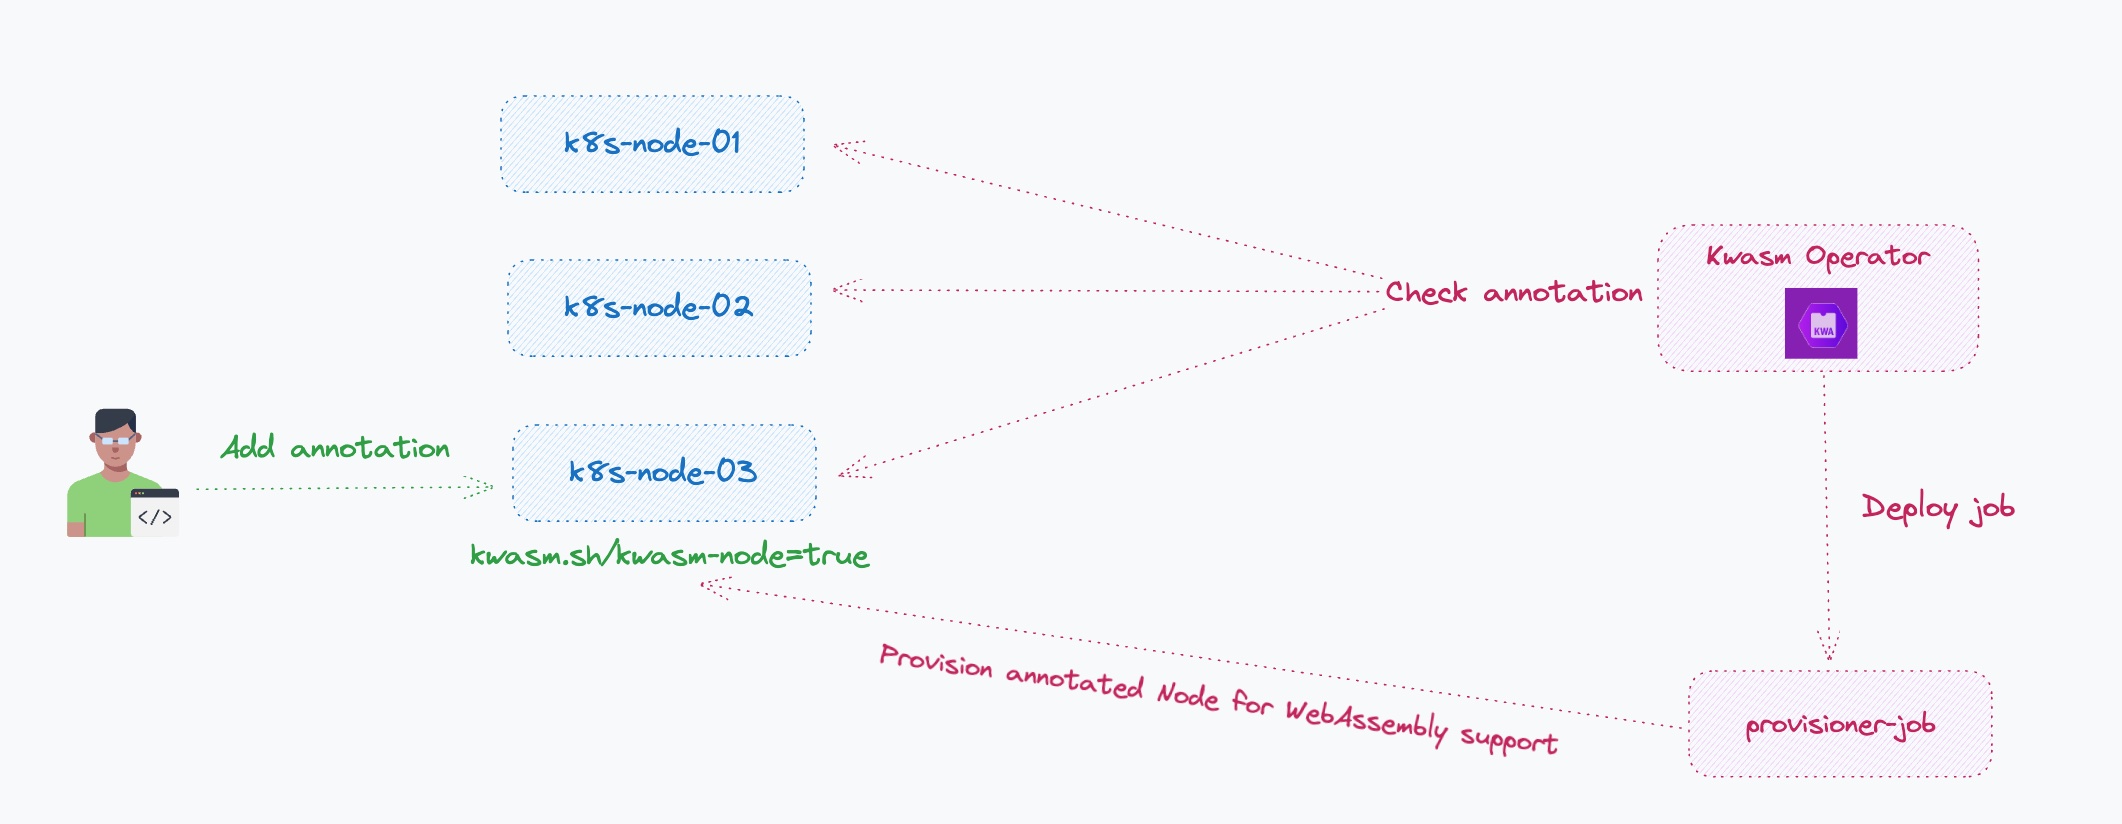 k8s-node-01
Kwasm Operator
Check annotation
k8s-node-02
KWA
Add annotation
k8s-node-03
</>
Deploy job
kwasm.sh/kwasm-node=true
Provision annotated Node for WebAssembly support
provisioner-job